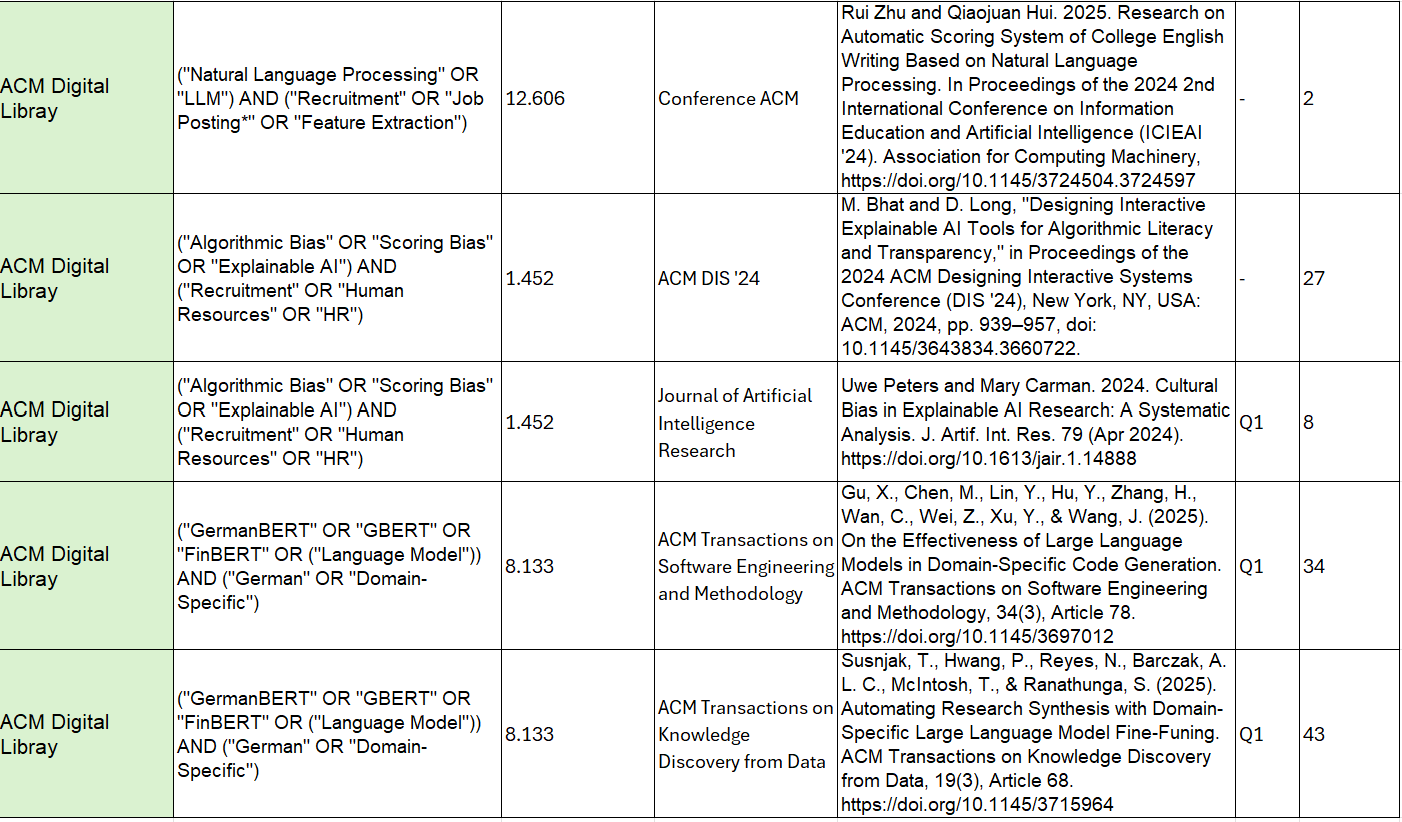 ACM Digital
Libray
("Natural Language Processing" OR
"LLM") AND ("Recruitment" OR "Job
Posting*" OR "Feature Extraction")
12.606
Conference ACM
Rui Zhu and Qiaojuan Hui. 2025. Research on
Automatic Scoring System of College English
Writing Based on Natural Language
Processing. In Proceedings of the 2024 2nd
International Conference on Information
Education and Artificial Intelligence (ICIEAI
'24). Association for Computing Machinery,
https://doi.org/10.1145/3724504.3724597
-
2
ACM Digital
Libray
("Algorithmic Bias" OR "Scoring Bias"
OR "Explainable AI") AND
("Recruitment" OR "Human
Resources" OR "HR")
1.452
ACM DIS '24
M. Bhat and D. Long, "Designing Interactive
Explainable AI Tools for Algorithmic Literacy
and Transparency," in Proceedings of the
2024 ACM Designing Interactive Systems
Conference (DIS '24), New York, NY, USA:
ACM, 2024, pp. 939–957, doi:
10.1145/3643834.3660722.
-
27
ACM Digital
Libray
("Algorithmic Bias" OR "Scoring Bias"
OR "Explainable AI") AND
("Recruitment" OR "Human
Resources" OR "HR")
1.452
Journal of Artificial
Intelligence
Research
Uwe Peters and Mary Carman. 2024. Cultural
Bias in Explainable AI Research: A Systematic
Analysis. J. Artif. Int. Res. 79 (Apr 2024).
https://doi.org/10.1613/jair.1.14888
Q1
8
ACM Digital
Libray
("GermanBERT" OR "GBERT" OR
"FinBERT" OR ("Language Model"))
AND ("German" OR "Domain-
Specific")
8.133
ACM Transactions on
Software Engineering
and Methodology
Gu, X., Chen, M., Lin, Y., Hu, Y., Zhang, H.,
Wan, C., Wei, Z., Xu, Y., & Wang, J. (2025).
On the Effectiveness of Large Language
Models in Domain-Specific Code Generation.
ACM Transactions on Software Engineering
and Methodology, 34(3), Article 78.
https://doi.org/10.1145/3697012
Q1
34
ACM Digital
Libray
("GermanBERT" OR "GBERT" OR
"FinBERT" OR ("Language Model"))
AND ("German" OR "Domain-
Specific")
8.133
ACM Transactions on
Knowledge
Discovery from Data
Susnjak, T., Hwang, P., Reyes, N., Barczak, A.
L. C., McIntosh, T., & Ranathunga, S. (2025).
Automating Research Synthesis with Domain-
Specific Large Language Model Fine-Funing.
ACM Transactions on Knowledge Discovery
from Data, 19(3), Article 68.
https://doi.org/10.1145/3715964
Q1
43